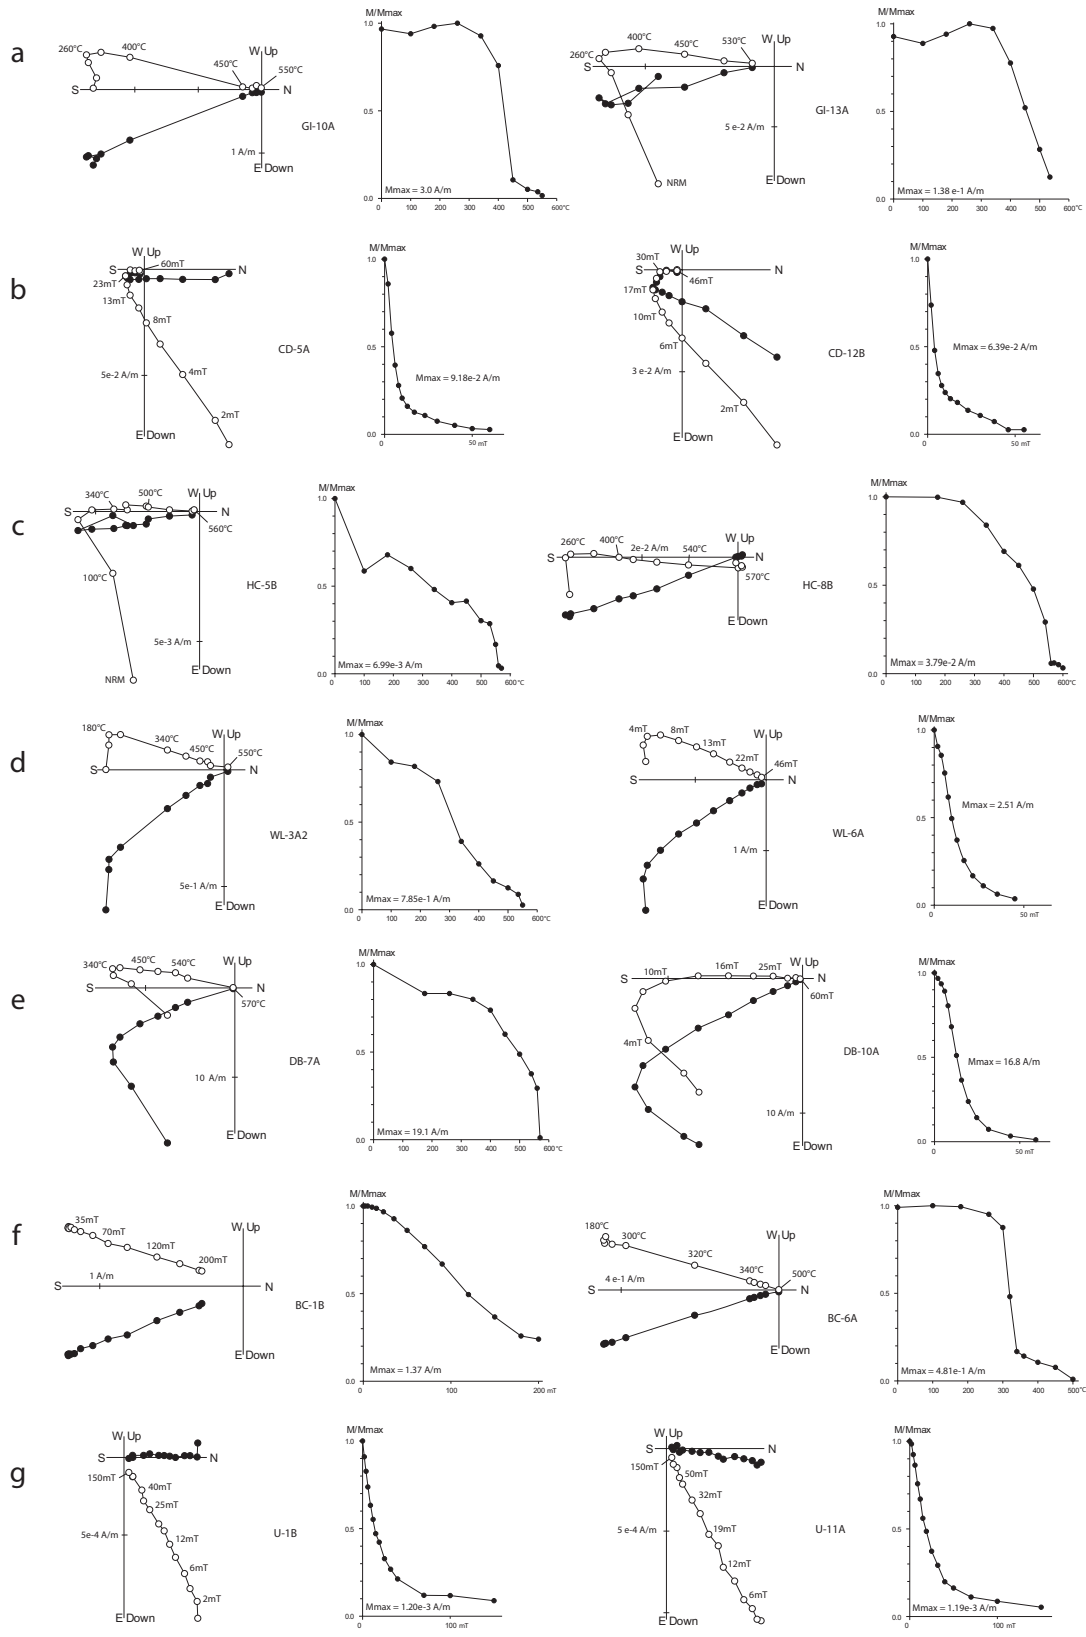 a
260°C
400°C
450°C
550°C
W Up
S
N
1 A/m
E Down
GI-10A
M/Mmax
1.0
0.5
0.0
Mmax = 3.0 A/m
0 100 200 300 400 500 600°C
260°C
400°C
450°C
530°C
W Up
S
N
5 e-2 A/m
NRM
E Down
GI-13A
M/Mmax
1.0
0.5
0.0
Mmax = 1.38 e-1 A/m
0 100 200 300 400 500 600°C
b
W Up
S
N
60mT
23mT
13mT
8mT
4mT
2mT
5e-2 A/m
E Down
CD-5A
M/Mmax
1.0
0.5
0.0
Mmax = 9.18e-2 A/m
0 50 mT
W Up
30mT
S
N
46mT
17mT
10mT
6mT
2mT
3 e-2 A/m
E Down
CD-12B
M/Mmax
1.0
0.5
0.0
Mmax = 6.39e-2 A/m
0 50 mT
c
340°C
500°C
W Up
S
N
560°C
100°C
5e-3 A/m
NRM
E Down
HC-5B
M/Mmax
1.0
0.5
0.0
Mmax = 6.99e-3 A/m
0 100 200 300 400 500 600°C
W Up
260°C
400°C
2e-2 A/m
540°C
S
N
570°C
E Down
HC-8B
M/Mmax
1.0
0.5
0.0
Mmax = 3.79e-2 A/m
0 100 200 300 400 500 600°C
d
180°C
340°C
450°C
550°C
W Up
S
N
5e-1 A/m
E Down
WL-3A2
M/Mmax
1.0
0.5
0.0
Mmax = 7.85e-1 A/m
0 100 200 300 400 500 600°C
4mT
8mT
13mT
22mT
46mT
W Up
S
N
1 A/m
E Down
WL-6A
M/Mmax
1.0
0.5
0.0
Mmax = 2.51 A/m
0 50 mT
e
340°C
450°C
540°C
W Up
S
N
570°C
10 A/m
E Down
DB-7A
M/Mmax
1.0
0.5
0.0
Mmax = 19.1 A/m
0 100 200 300 400 500 600°C
W Up
S
N
10mT
16mT
25mT
60mT
4mT
10 A/m
E Down
DB-10A
M/Mmax
1.0
0.5
0.0
Mmax = 16.8 A/m
0 50 mT
f
35mT
70mT
120mT
200mT
W Up
1 A/m
S
N
E Down
BC-1B
M/Mmax
1.0
0.5
0.0
Mmax = 1.37 A/m
100 200 mT
180°C
300°C
320°C
340°C
500°C
W Up
4 e-1 A/m
S
N
E Down
BC-6A
M/Mmax
1.0
0.5
0.0
Mmax = 4.81e-1 A/m
0 100 200 300 400 500°C
g
W Up
S
N
150mT
40mT
25mT
12mT
6mT
2mT
5e-4 A/m
E Down
U-1B
M/Mmax
1.0
0.5
0.0
Mmax = 1.20e-3 A/m
100 mT
W Up
S
N
150mT
50mT
32mT
19mT
12mT
6mT
5 e-4 A/m
E Down
U-11A
M/Mmax
1.0
0.5
0.0
Mmax = 1.19e-3 A/m
100 mT